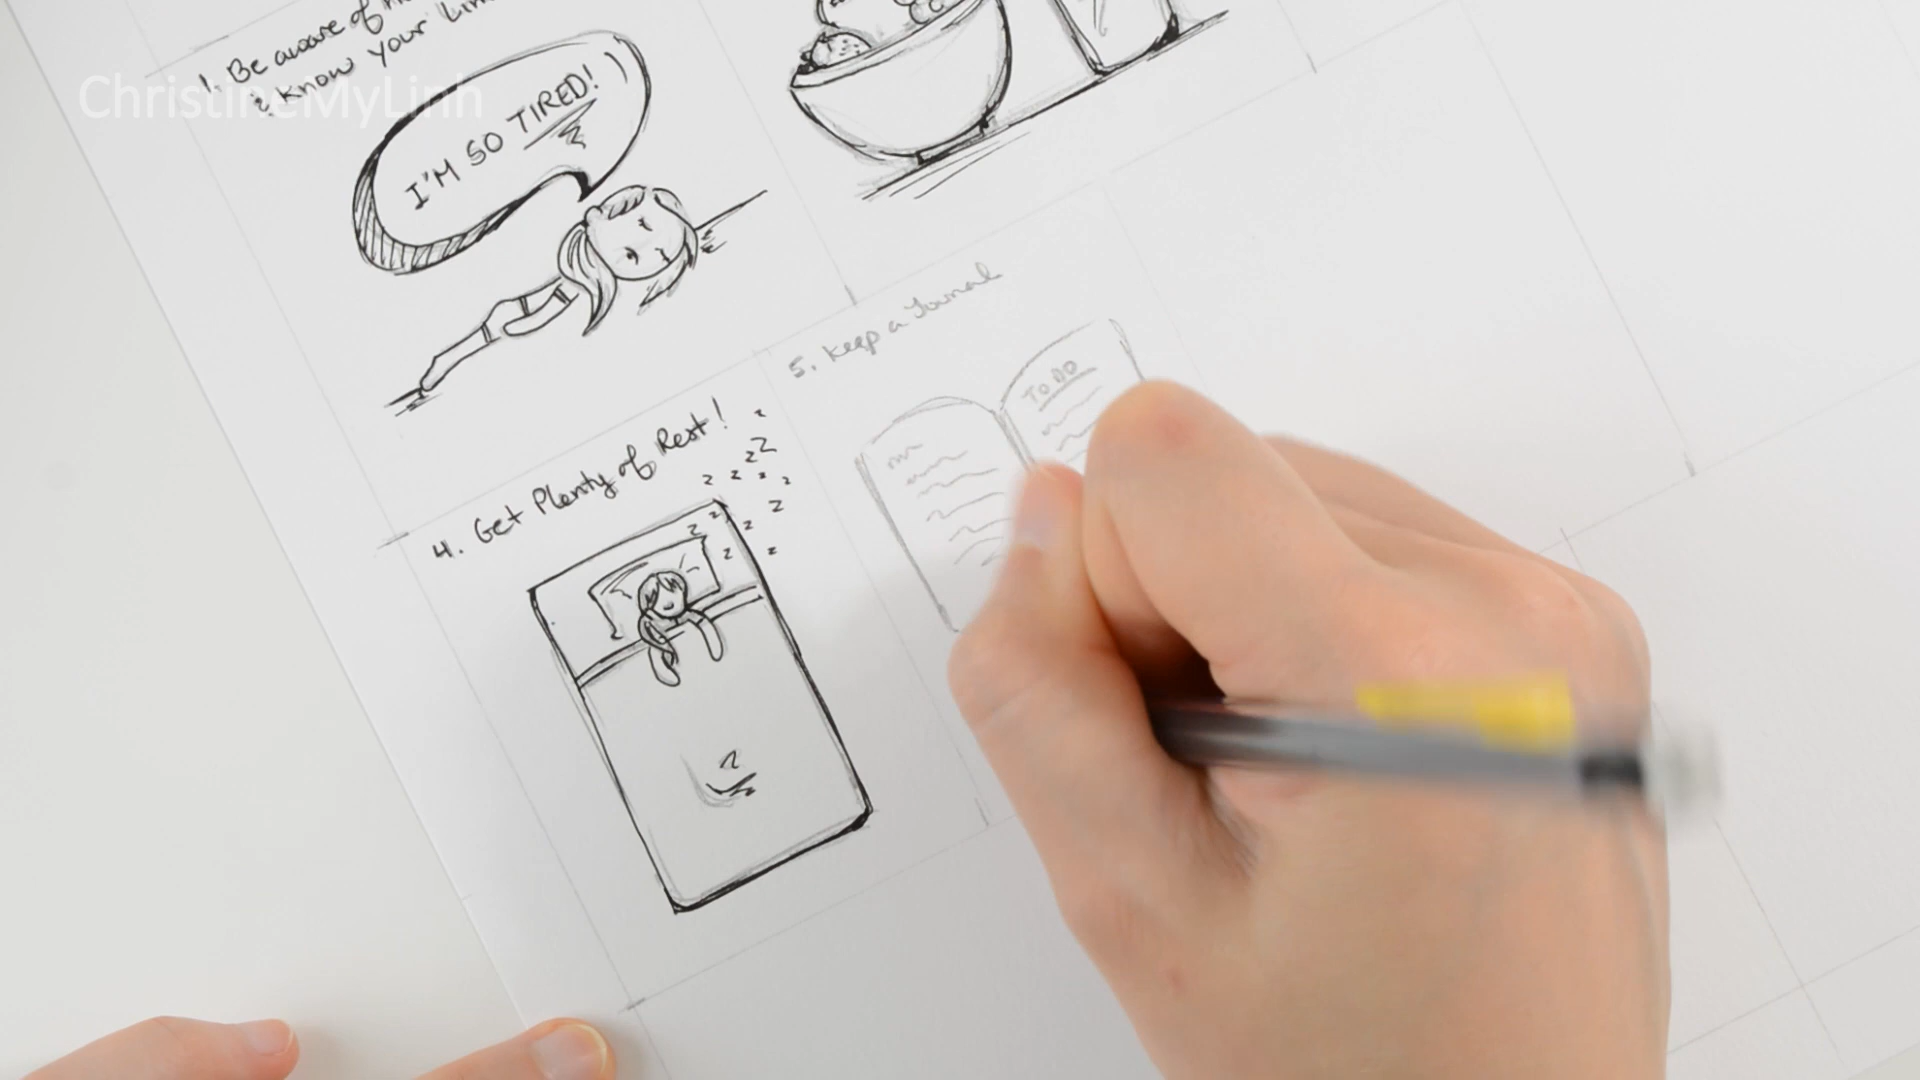 1. Be aware of
& Know Your
ChristineMyLinh
I'M SO TIRED!
4. Get Plenty of Rest!
z z z z z z z z z z z z z z
5. Keep a Journal
TO DO